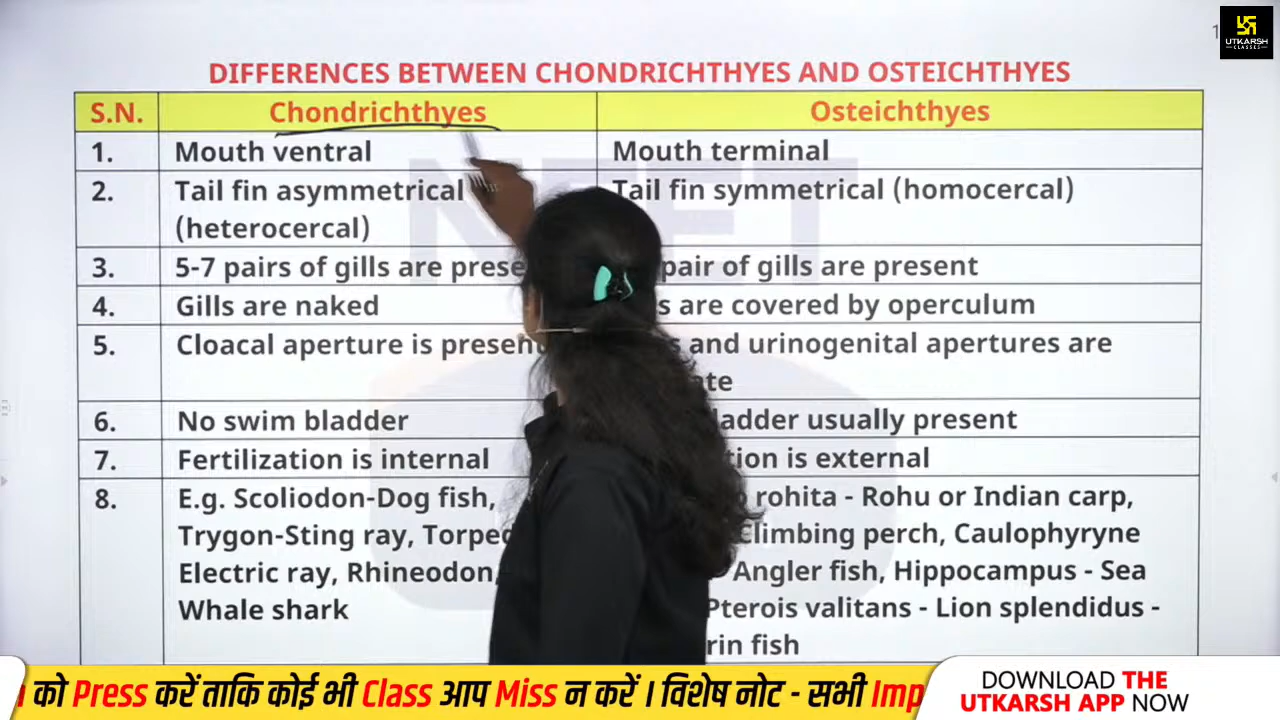 UTKARSH
CLASSES
DIFFERENCES BETWEEN CHONDRICHTHYES AND OSTEICHTHYES
S.N. Chondrichthyes Osteichthyes
1. Mouth ventral Mouth terminal
2. Tail fin asymmetrical Tail fin symmetrical (homocercal)
(heterocercal)
3. 5-7 pairs of gills are prese pair of gills are present
4. Gills are naked s are covered by operculum
5. Cloacal aperture is present and urinogenital apertures are
ate
6. No swim bladder ladder usually present
7. Fertilization is internal tion is external
8. E.g. Scoliodon-Dog fish, rohita - Rohu or Indian carp,
Trygon-Sting ray, Torped Climbing perch, Caulophyryne
Electric ray, Rhineodon, Angler fish, Hippocampus - Sea
Whale shark Pterois valitans - Lion splendidus -
rin fish
को Press करें ताकि कोई भी Class आप Miss न करें । विशेष नोट - सभी Imp
DOWNLOAD THE
UTKARSH APP NOW